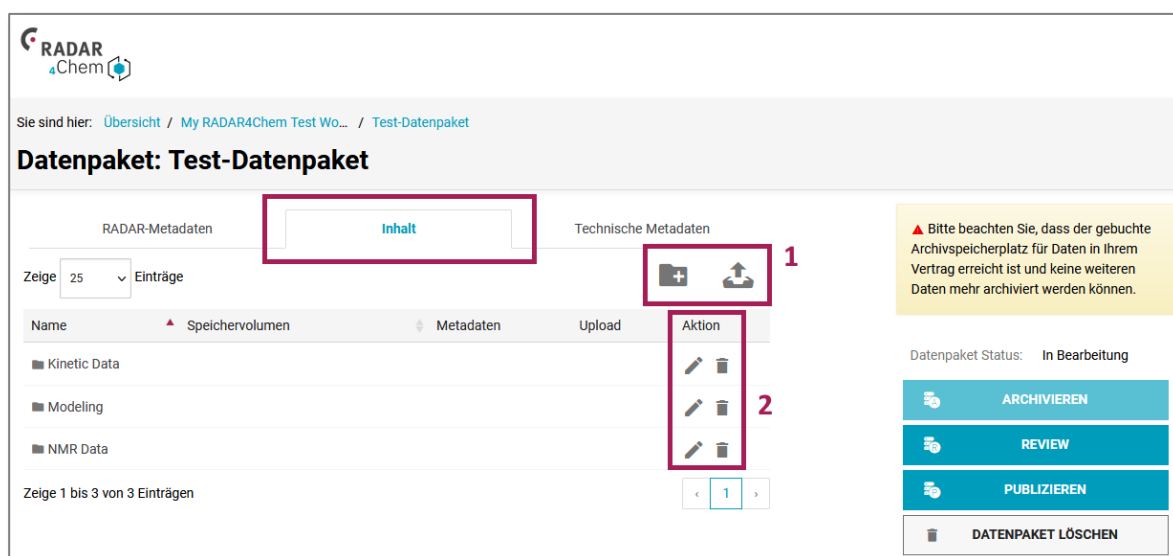 RADAR
4Chem
Sie sind hier: Übersicht / My RADAR4Chem Test Wo... / Test-Datenpaket
Datenpaket: Test-Datenpaket
RADAR-Metadaten Inhalt Technische Metadaten
1
Zeige 25 Einträge
Name Speichervolumen Metadaten Upload Aktion
Kinetic Data
Modeling
2
NMR Data
Zeige 1 bis 3 von 3 Einträgen
‹ 1 ›
Bitte beachten Sie, dass der gebuchte
Archivspeicherplatz für Daten in Ihrem
Vertrag erreicht ist und keine weiteren
Daten mehr archiviert werden können.
Datenpaket Status: In Bearbeitung
A ARCHIVIEREN
R REVIEW
P PUBLIZIEREN
DATENPAKET LÖSCHEN